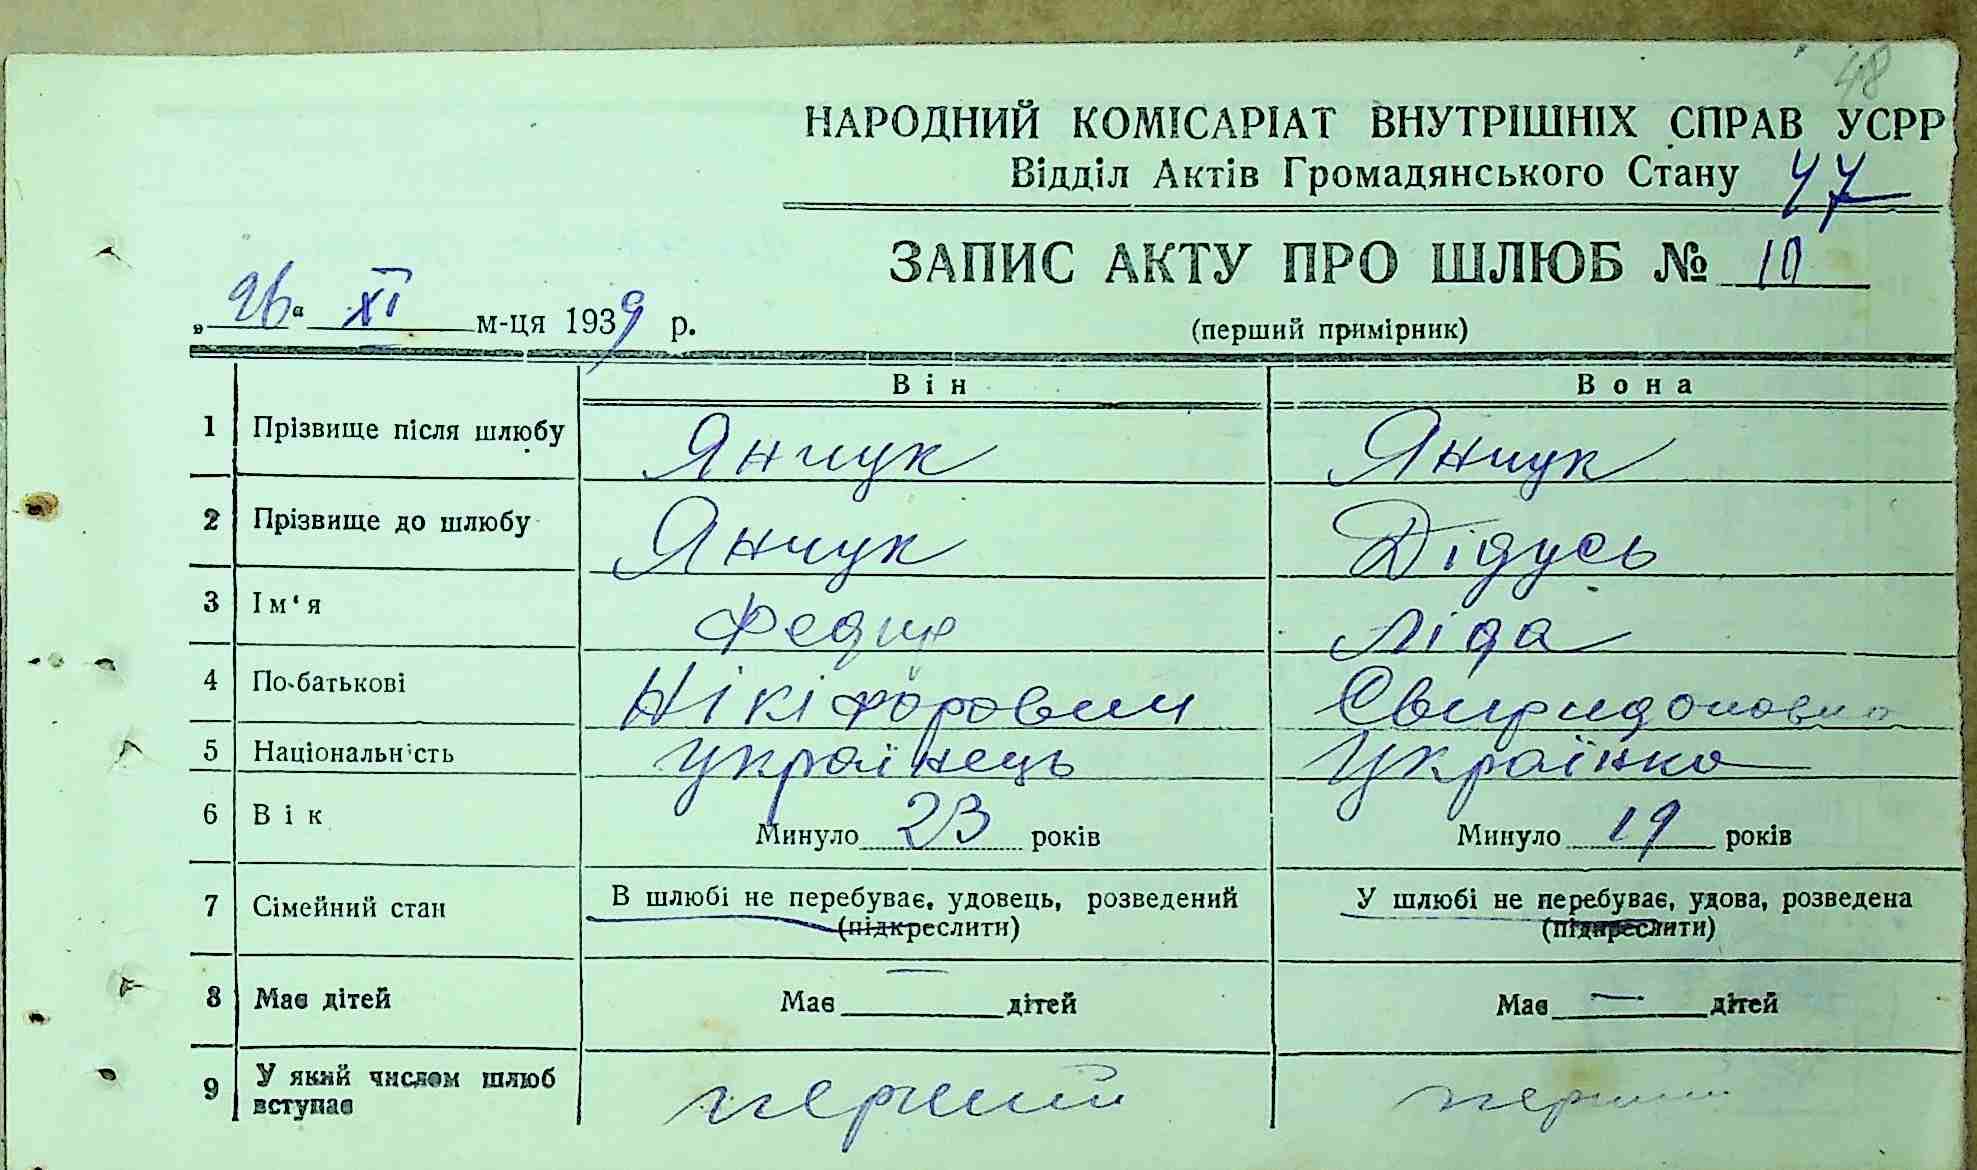 48
НАРОДНИЙ КОМІСАРІАТ ВНУТРІШНІХ СПРАВ УСРР
Відділ Актів Громадянського Стану 47
ЗАПИС АКТУ ПРО ШЛЮБ № 10
„26“ XI м-ця 1939 р.
(перший примірник)
Він Вона
1 Прізвище після шлюбу Янчук Янчук
2 Прізвище до шлюбу Янчук Дідусь
3 Ім'я Федир Ліда
4 По-батькові Нікіфорович Свиридоновна
5 Національність українець Українка
6 Вік Минуло 23 років Минуло 19 років
7 Сімейний стан В шлюбі не перебуває, удовець, розведений У шлюбі не перебуває, удова, розведена
(підкреслити) (підкреслити)
8 Має дітей Має — дітей Має — дітей
9 У який числом шлюб вступає перший перший